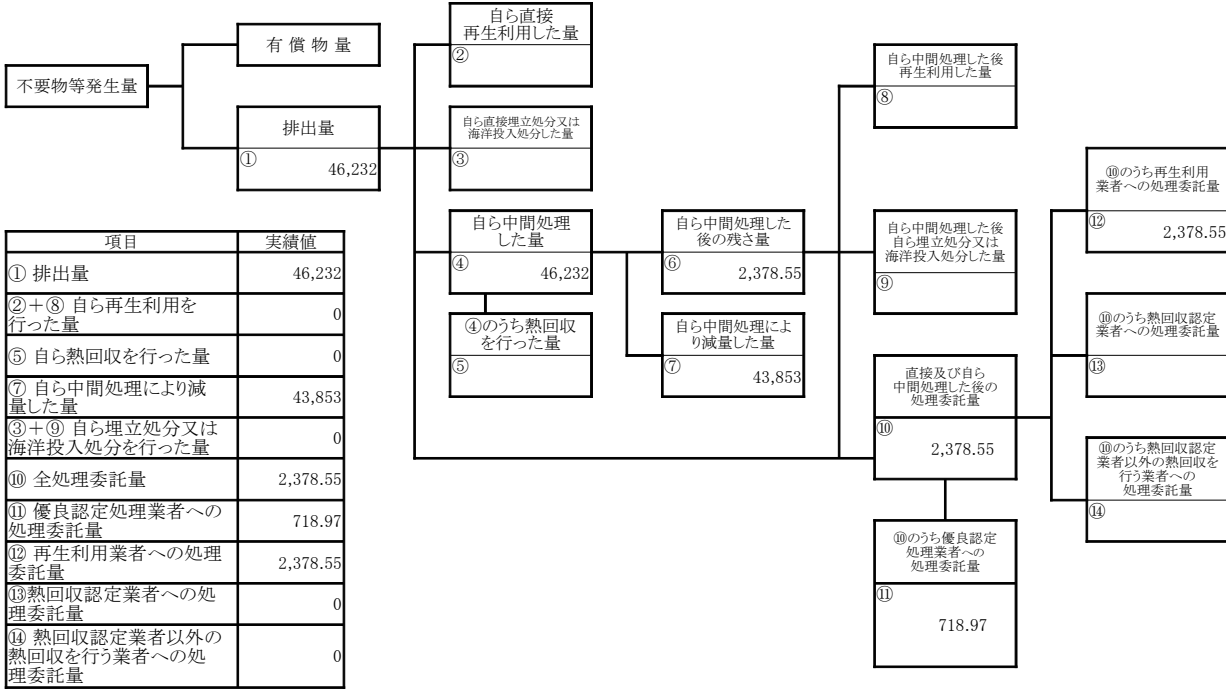 不要物等発生量
有 償 物 量
排出量
①
46,232
自ら直接
再生利用した量
②
自ら直接埋立処分又は
海洋投入処分した量
③
自ら中間処理
した量
④
46,232
④のうち熱回収
を行った量
⑤
自ら中間処理した
後の残さ量
⑥
2,378.55
自ら中間処理によ
り減量した量
⑦
43,853
自ら中間処理した後
再生利用した量
⑧
自ら中間処理した後
自ら埋立処分又は
海洋投入処分した量
⑨
直接及び自ら
中間処理した後の
処理委託量
⑩
2,378.55
⑩のうち優良認定
処理業者への
処理委託量
⑪
718.97
⑩のうち再生利用
業者への処理委託量
⑫
2,378.55
⑩のうち熱回収認定
業者への処理委託量
⑬
⑩のうち熱回収認定
業者以外の熱回収を
行う業者への
処理委託量
⑭
項目 実績値
① 排出量 46,232
②+⑧ 自ら再生利用を
行った量 0
⑤ 自ら熱回収を行った量 0
⑦ 自ら中間処理により減
量した量 43,853
③+⑨ 自ら埋立処分又は
海洋投入処分を行った量 0
⑩ 全処理委託量 2,378.55
⑪ 優良認定処理業者への
処理委託量 718.97
⑫ 再生利用業者への処理
委託量 2,378.55
⑬熱回収認定業者への処
理委託量 0
⑭ 熱回収認定業者以外の
熱回収を行う業者への処
理委託量 0